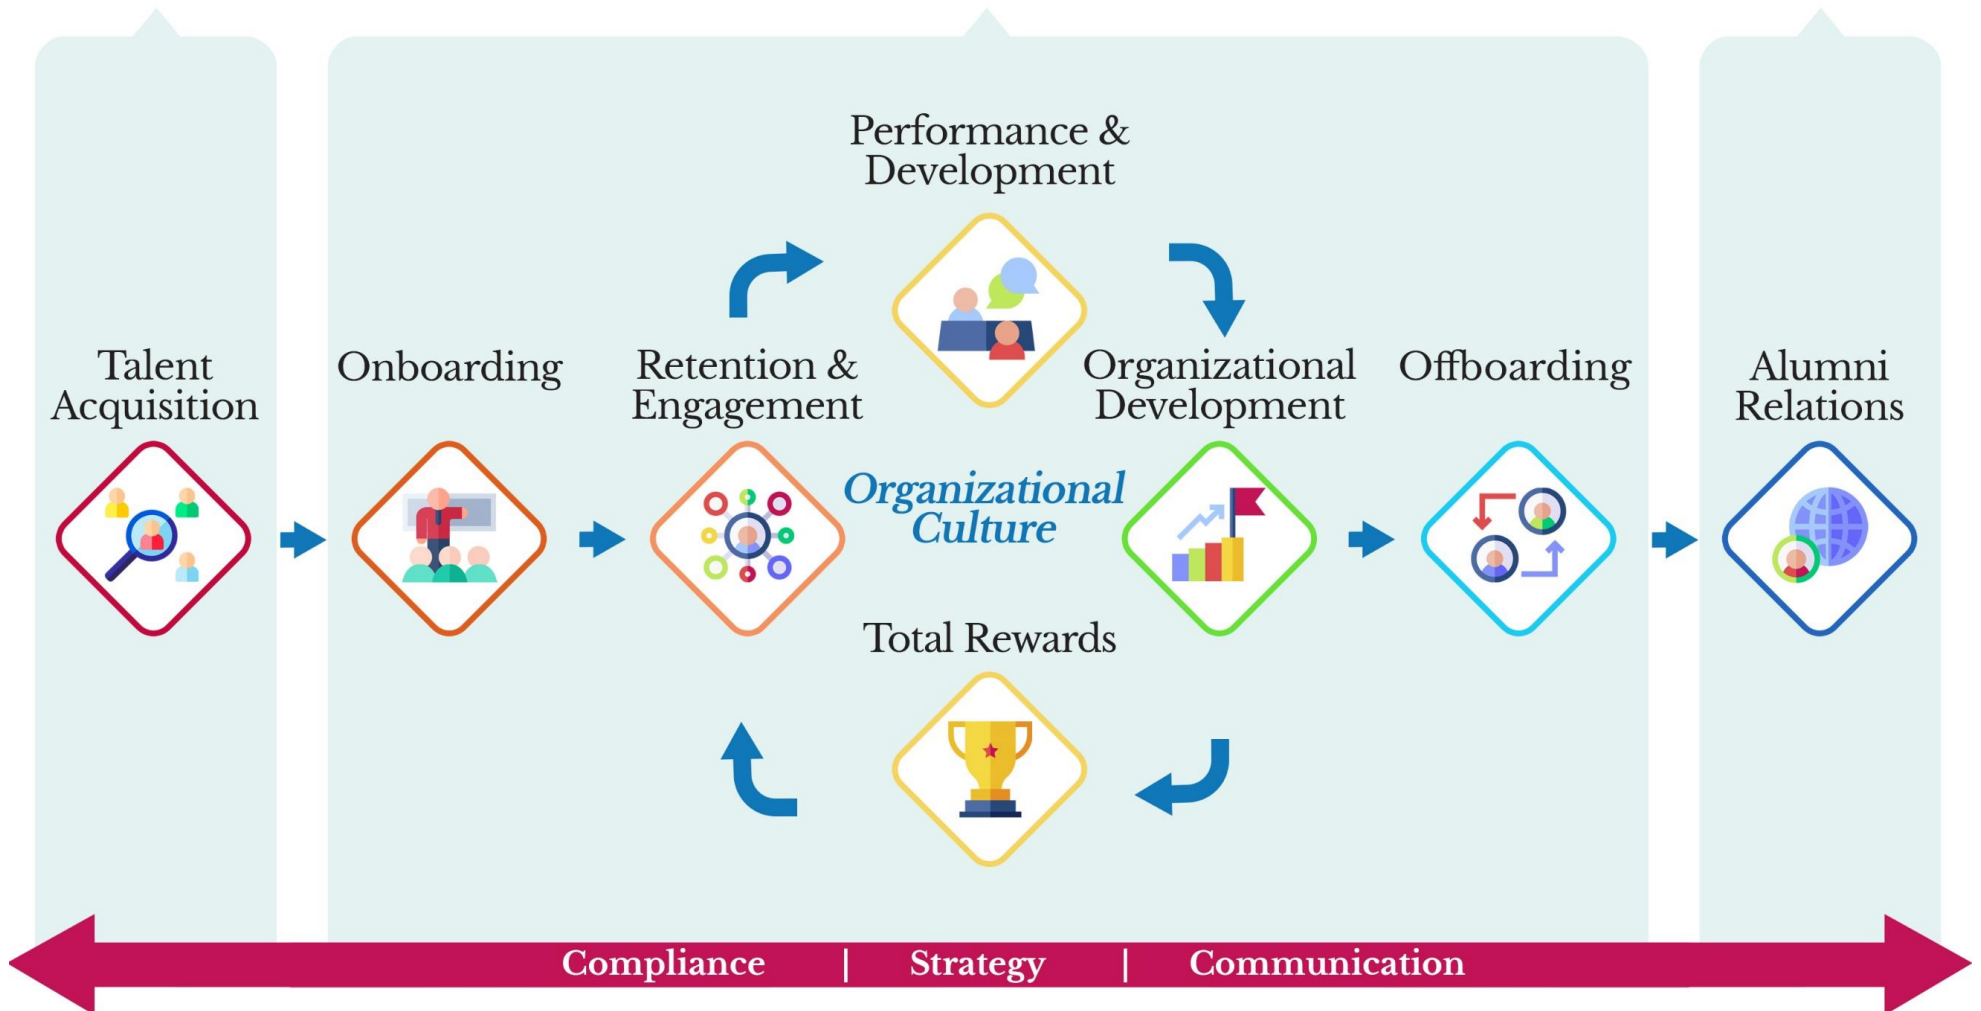 Performance &
Development
Talent
Acquisition
Onboarding
Retention &
Engagement
Organizational
Development
Offboarding
Alumni
Relations
Organizational
Culture
Total Rewards
Compliance | Strategy | Communication